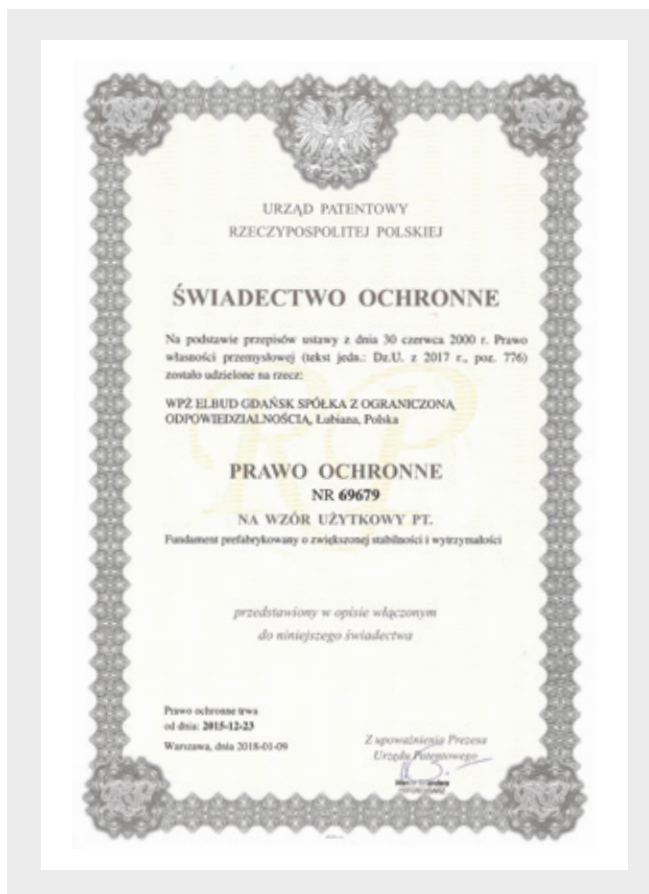 URZĄD PATENTOWY
RZECZYPOSPOLITEJ POLSKIEJ
ŚWIADECTWO OCHRONNE
Na podstawie przepisów ustawy z dnia 30 czerwca 2000 r. Prawo
własności przemysłowej (tekst jedn.: Dz.U. z 2017 r., poz. 776)
zostało udzielone na rzecz:
WPŻ ELBUD GDAŃSK SPÓŁKA Z OGRANICZONĄ
ODPOWIEDZIALNOŚCIĄ, Łubiana, Polska
PRAWO OCHRONNE
NR 69679
NA WZÓR UŻYTKOWY PT.
Fundament prefabrykowany o zwiększonej stabilności i wytrzymałości
przedstawiony w opisie włączonym
do niniejszego świadectwa
Prawo ochronne trwa
od dnia: 2015-12-23
Warszawa, dnia 2018-01-09
Z upoważnienia Prezesa
Urzędu Patentowego